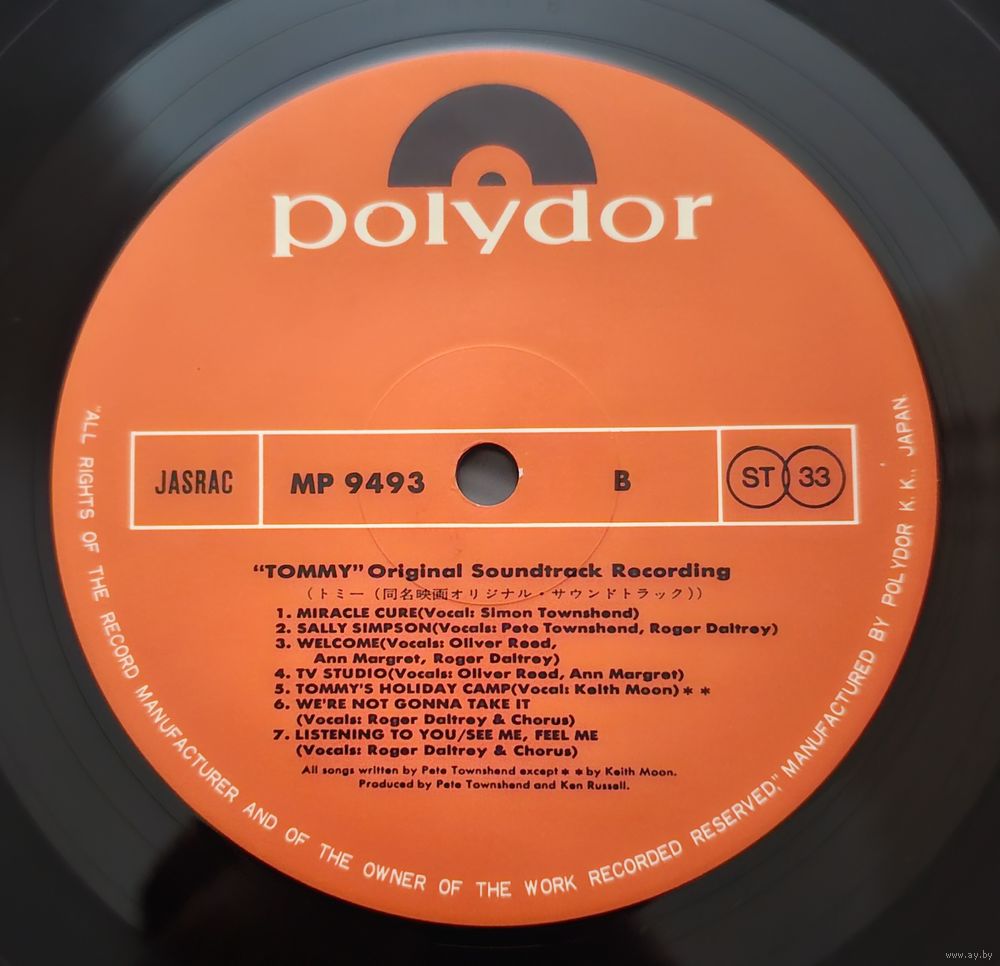 polydor
JASRAC
MP 9493
B
ST 33
"TOMMY" Original Soundtrack Recording
(トミー (同名映画オリジナル・サウンドトラック))
1. MIRACLE CURE(Vocal: Simon Townshend)
2. SALLY SIMPSON(Vocals: Pete Townshend, Roger Daltrey)
3. WELCOME(Vocals: Oliver Reed,
Ann Margret, Roger Daltrey)
4. TV STUDIO(Vocals: Oliver Reed, Ann Margret)
5. TOMMY'S HOLIDAY CAMP(Vocal: Keith Moon)＊＊
6. WE'RE NOT GONNA TAKE IT
(Vocals: Roger Daltrey & Chorus)
7. LISTENING TO YOU/SEE ME, FEEL ME
(Vocals: Roger Daltrey & Chorus)
All songs written by Pete Townshend except＊＊by Keith Moon.
Produced by Pete Townshend and Ken Russell.
"ALL RIGHTS OF THE RECORD MANUFACTURER AND OF THE OWNER OF THE WORK RECORDED RESERVED," MANUFACTURED BY POLYDOR K. K., JAPAN
www.ay.by